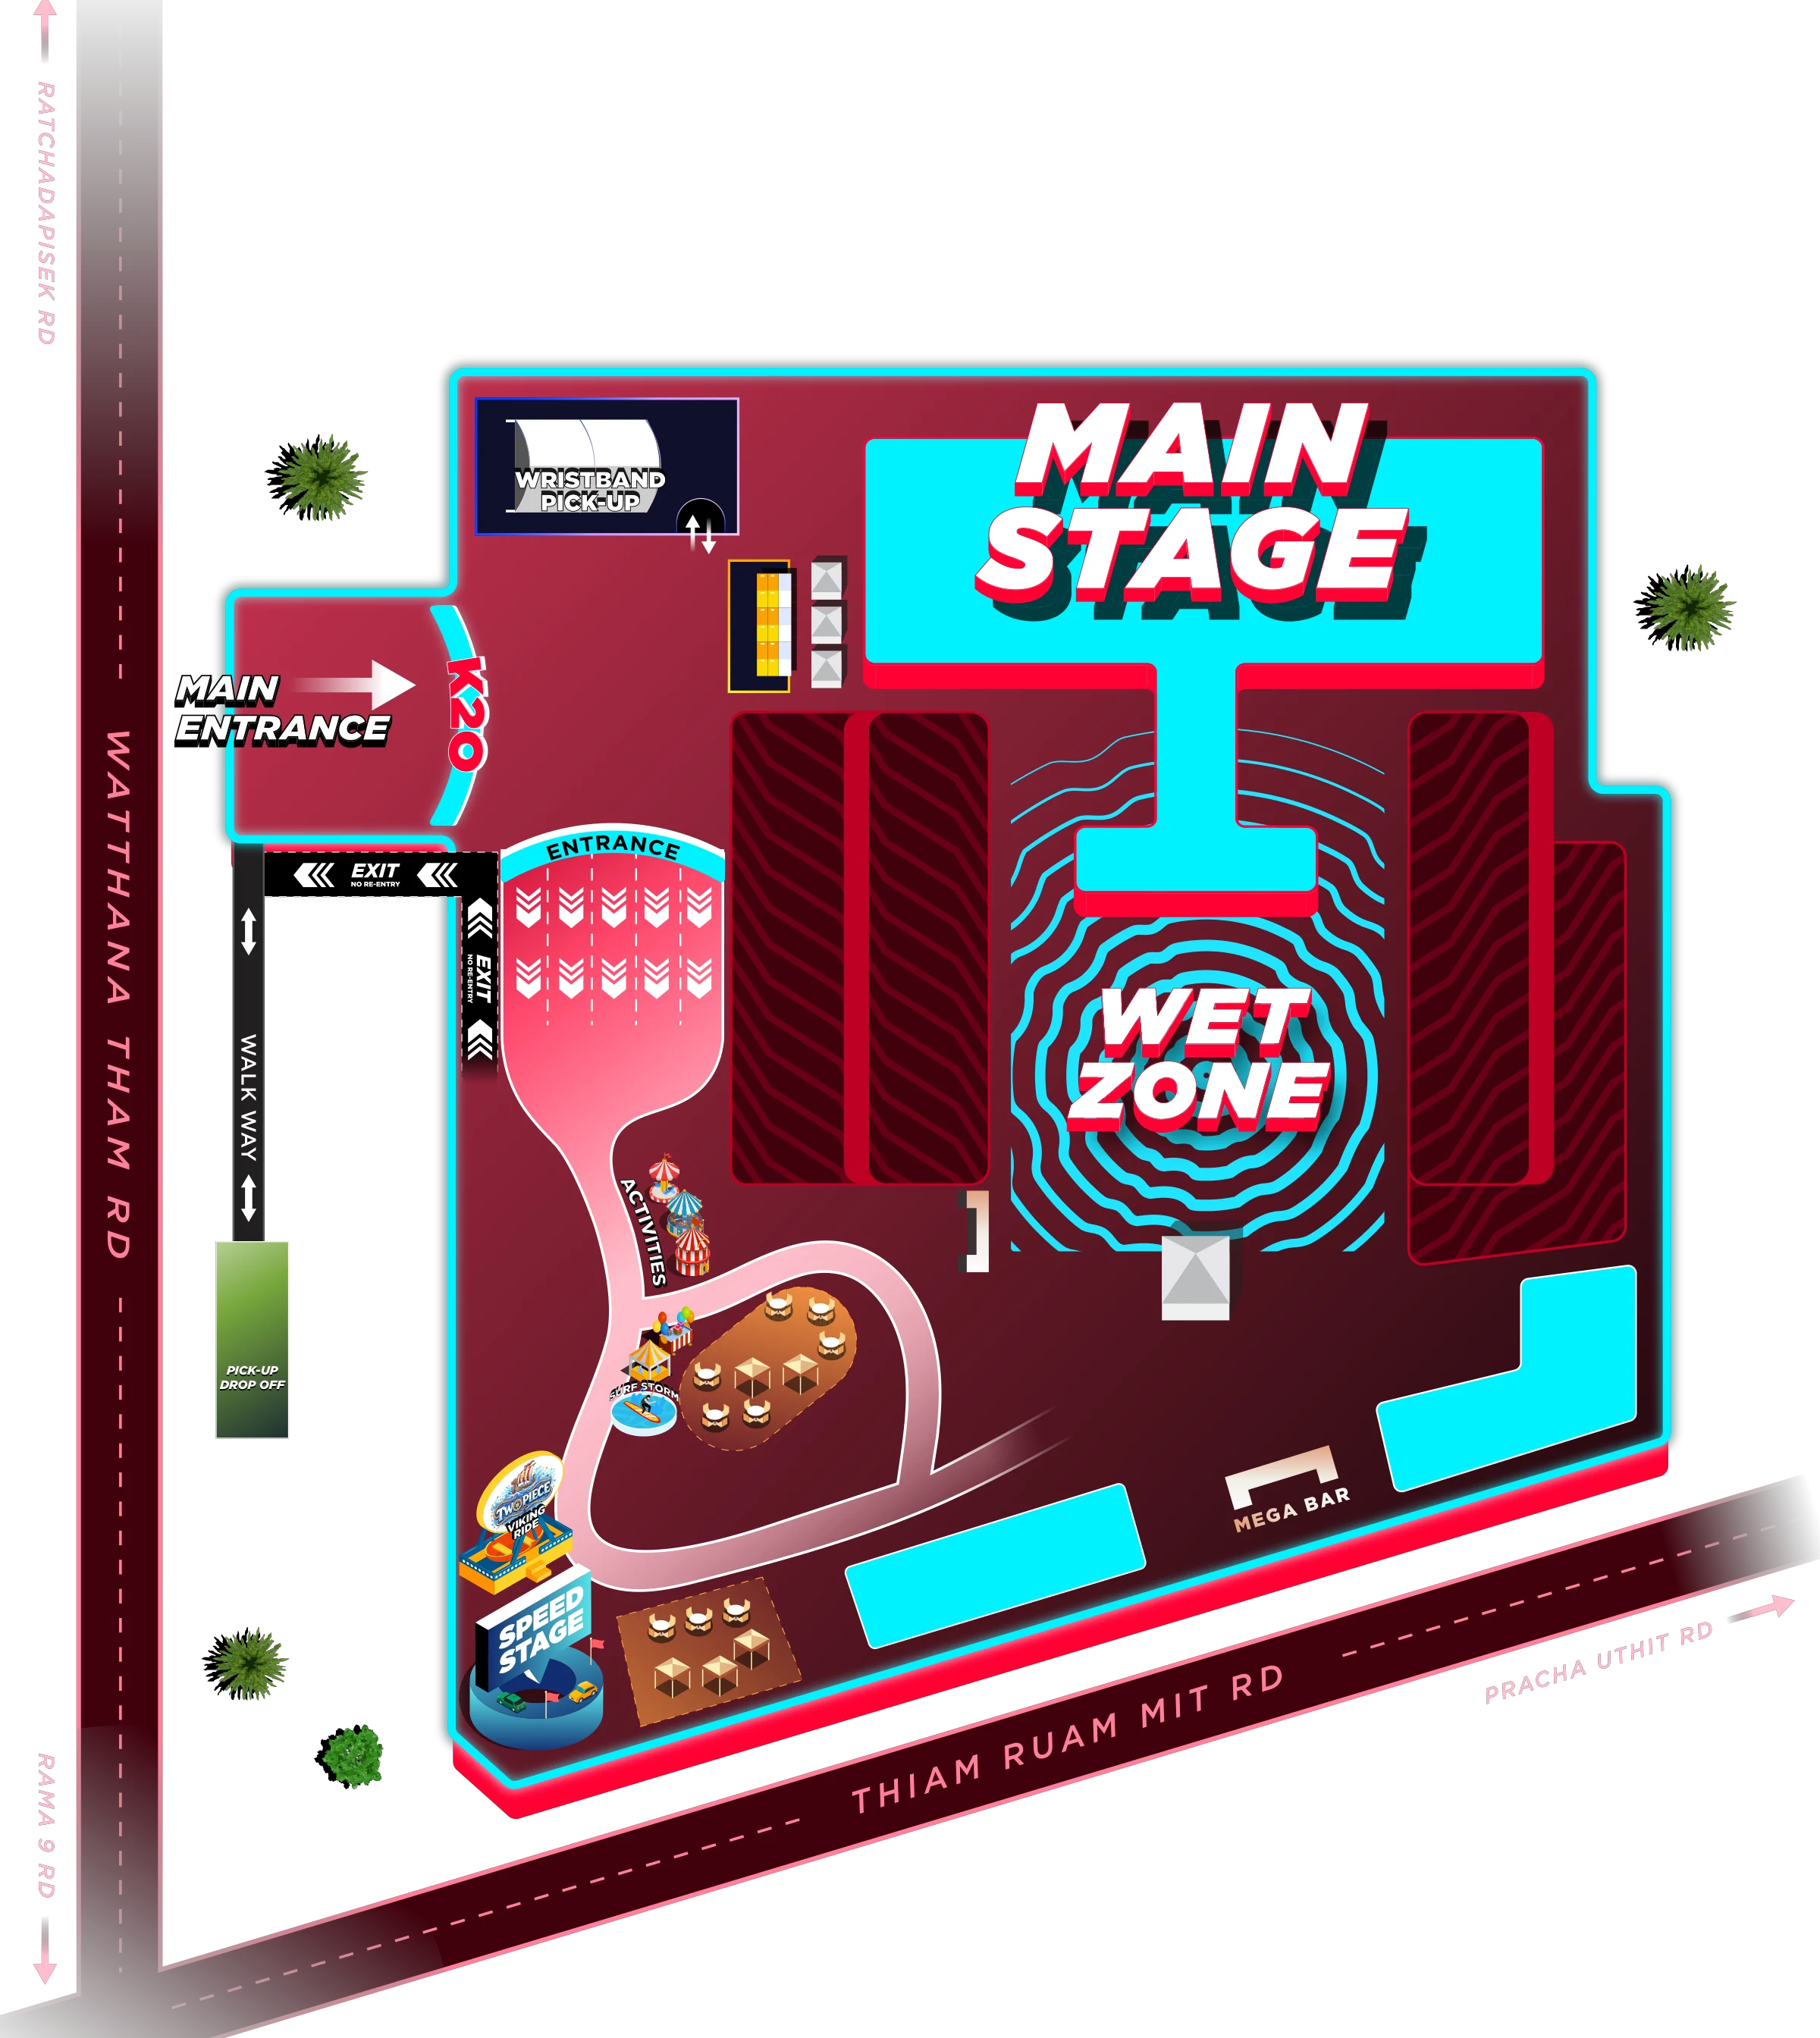 RATCHADAPISEK RD
WATTHANA THAM RD
RAMA 9 RD
MAIN
ENTRANCE
K2O
WRISTBAND
PICK-UP
MAIN
STAGE
ENTRANCE
EXIT
NO RE-ENTRY
EXIT
NO RE-ENTRY
WALK WAY
PICK-UP
DROP OFF
WET
ZONE
ACTIVITIES
SURF STORM
TWO PIECE
VIKING
RIDE
SPEED
STAGE
MEGA BAR
THIAM RUAM MIT RD
PRACHA UTHIT RD